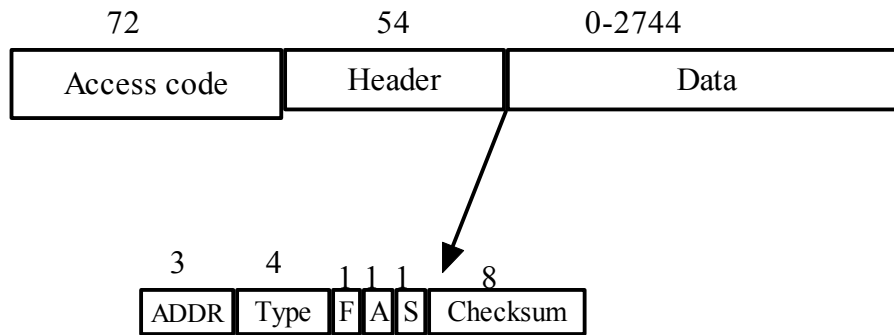 72 54 0-2744
Access code Header Data
3 4 1 1 1 8
ADDR Type F A S Checksum